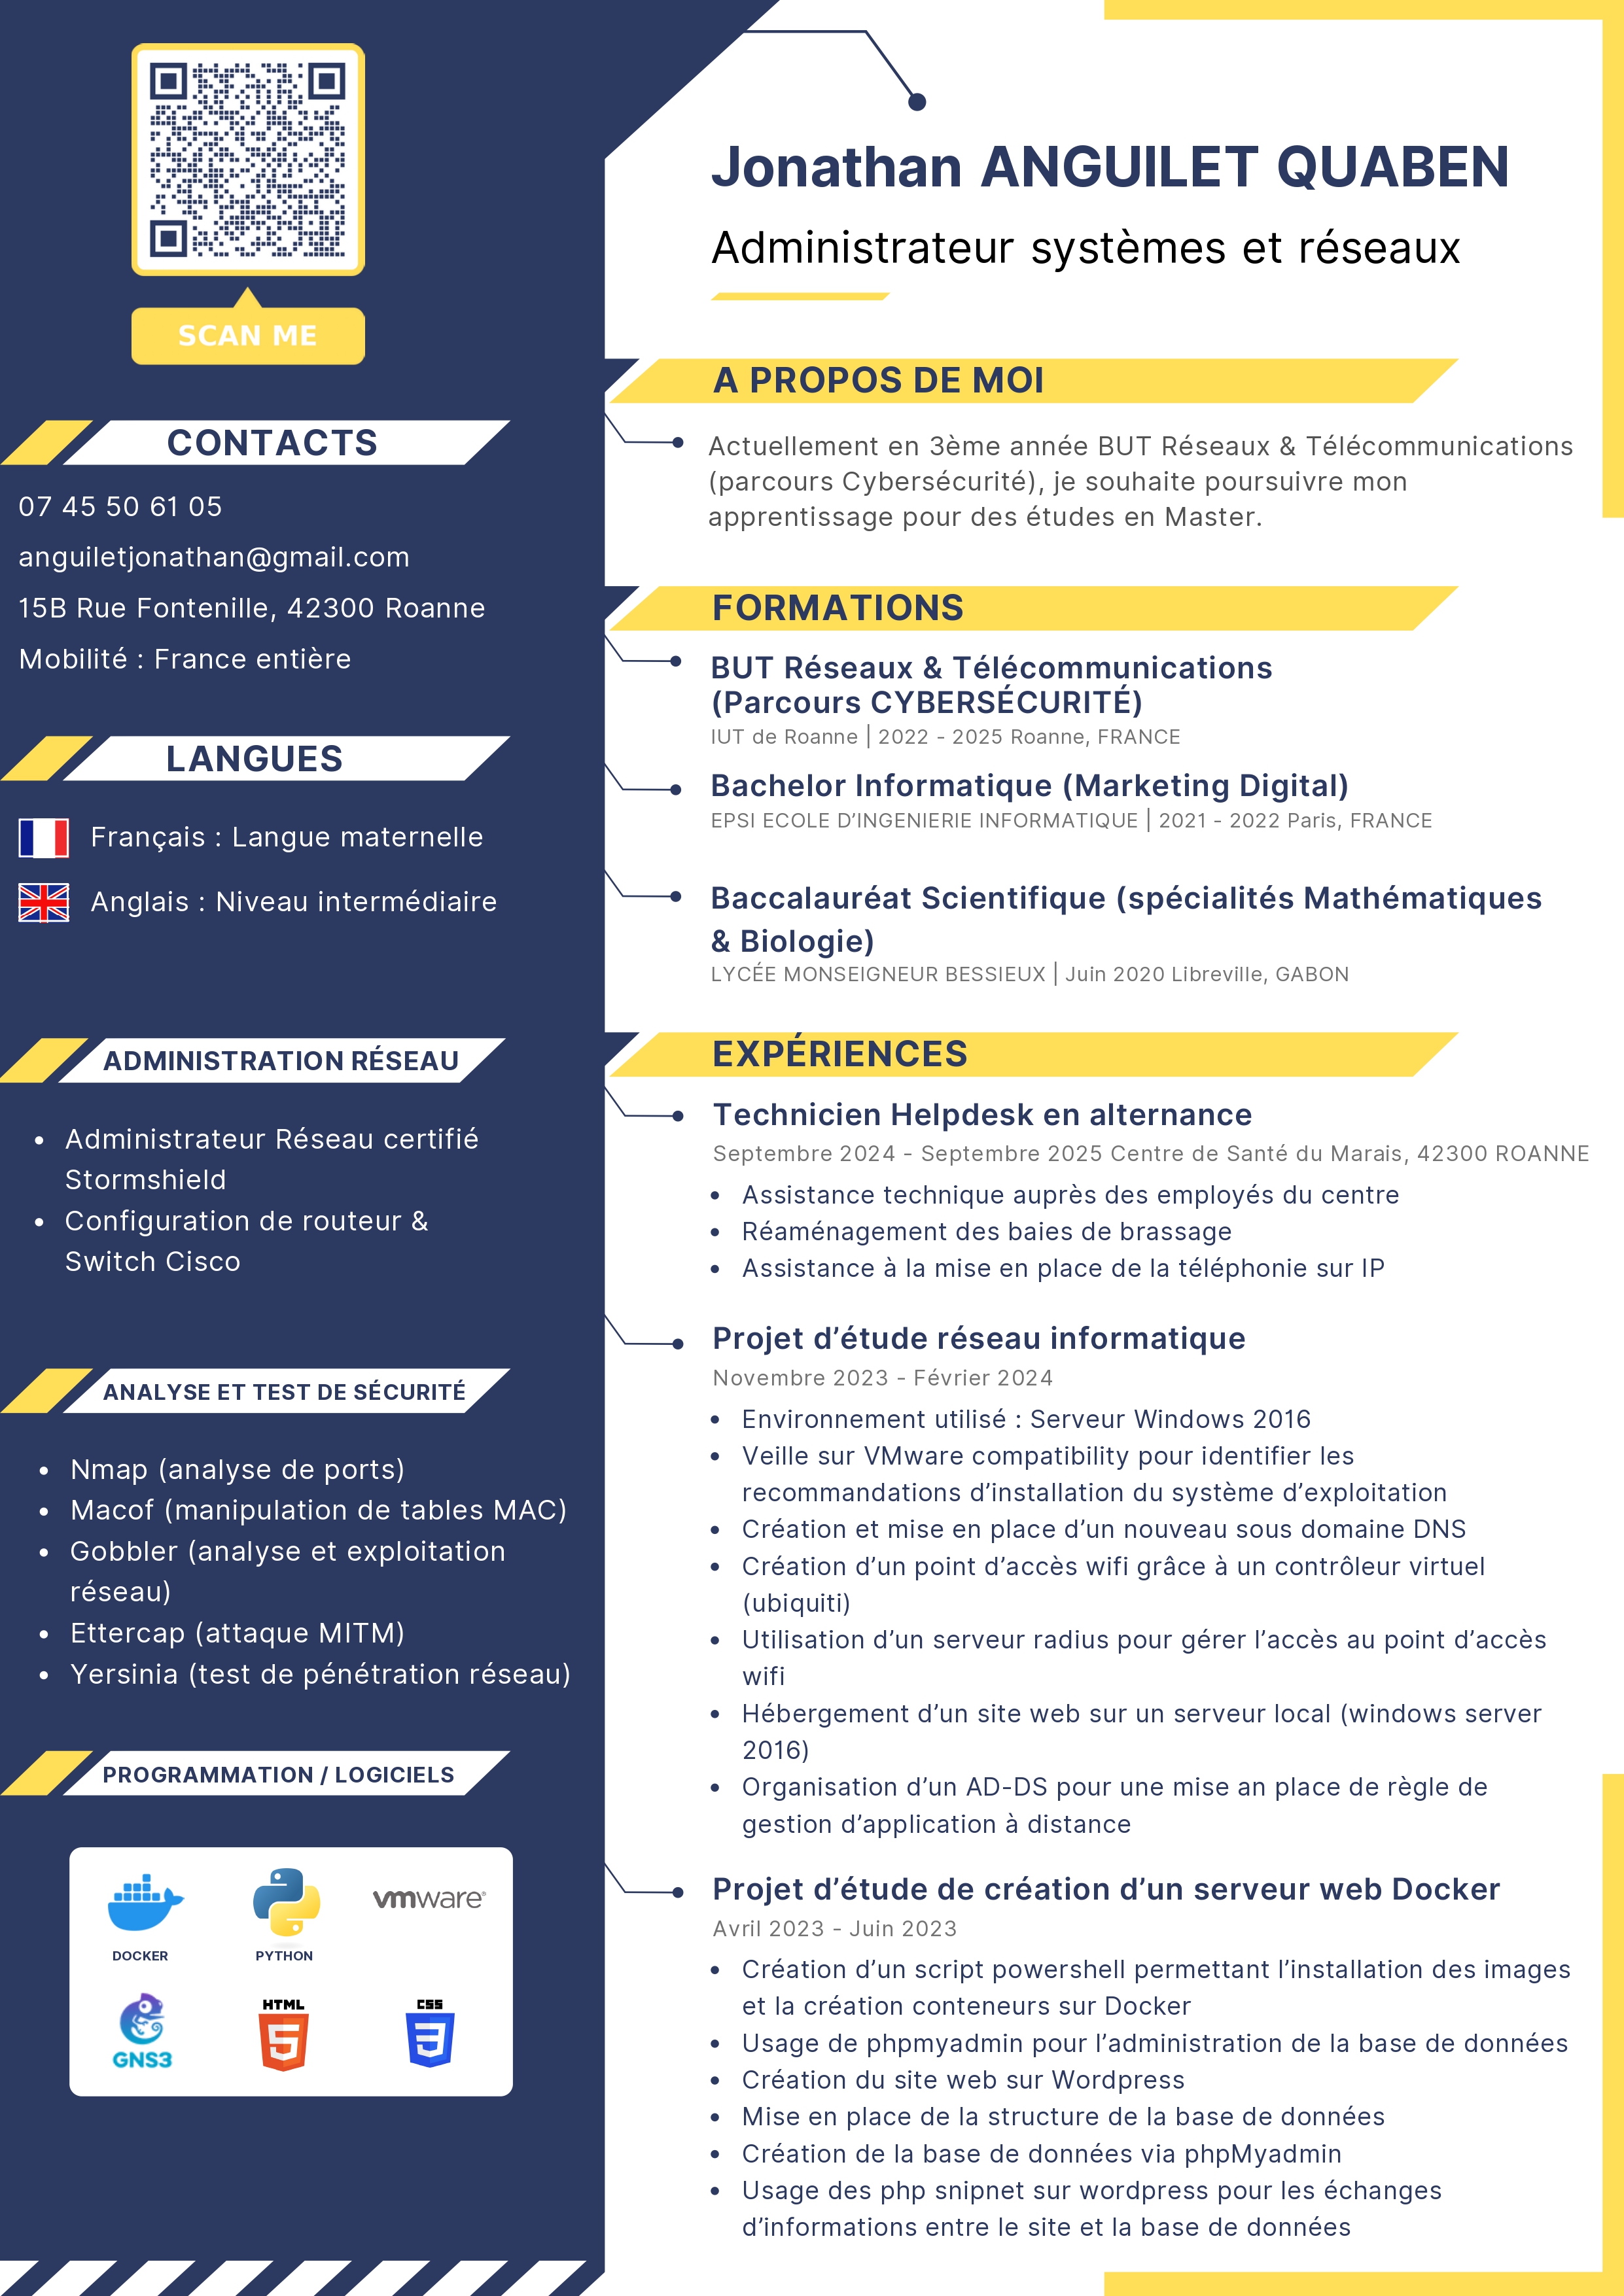 SCAN ME
CONTACTS
07 45 50 61 05
anguiletjonathan@gmail.com
15B Rue Fontenille, 42300 Roanne
Mobilité : France entière
LANGUES
Français : Langue maternelle
Anglais : Niveau intermédiaire
ADMINISTRATION RÉSEAU
• Administrateur Réseau certifié
Stormshield
• Configuration de routeur &
Switch Cisco
ANALYSE ET TEST DE SÉCURITÉ
• Nmap (analyse de ports)
• Macof (manipulation de tables MAC)
• Gobbler (analyse et exploitation
réseau)
• Ettercap (attaque MITM)
• Yersinia (test de pénétration réseau)
PROGRAMMATION / LOGICIELS
vmware®
DOCKER
PYTHON
GNS3
HTML
5
CSS
3
Jonathan ANGUILET QUABEN
Administrateur systèmes et réseaux
A PROPOS DE MOI
Actuellement en 3ème année BUT Réseaux & Télécommunications
(parcours Cybersécurité), je souhaite poursuivre mon
apprentissage pour des études en Master.
FORMATIONS
BUT Réseaux & Télécommunications
(Parcours CYBERSÉCURITÉ)
IUT de Roanne | 2022 - 2025 Roanne, FRANCE
Bachelor Informatique (Marketing Digital)
EPSI ECOLE D’INGENIERIE INFORMATIQUE | 2021 - 2022 Paris, FRANCE
Baccalauréat Scientifique (spécialités Mathématiques
& Biologie)
LYCÉE MONSEIGNEUR BESSIEUX | Juin 2020 Libreville, GABON
EXPÉRIENCES
Technicien Helpdesk en alternance
Septembre 2024 - Septembre 2025 Centre de Santé du Marais, 42300 ROANNE
• Assistance technique auprès des employés du centre
• Réaménagement des baies de brassage
• Assistance à la mise en place de la téléphonie sur IP
Projet d’étude réseau informatique
Novembre 2023 - Février 2024
• Environnement utilisé : Serveur Windows 2016
• Veille sur VMware compatibility pour identifier les
recommandations d’installation du système d’exploitation
• Création et mise en place d’un nouveau sous domaine DNS
• Création d’un point d’accès wifi grâce à un contrôleur virtuel
(ubiquiti)
• Utilisation d’un serveur radius pour gérer l’accès au point d’accès
wifi
• Hébergement d’un site web sur un serveur local (windows server
2016)
• Organisation d’un AD-DS pour une mise an place de règle de
gestion d’application à distance
Projet d’étude de création d’un serveur web Docker
Avril 2023 - Juin 2023
• Création d’un script powershell permettant l’installation des images
et la création conteneurs sur Docker
• Usage de phpmyadmin pour l’administration de la base de données
• Création du site web sur Wordpress
• Mise en place de la structure de la base de données
• Création de la base de données via phpMyadmin
• Usage des php snipnet sur wordpress pour les échanges
d’informations entre le site et la base de données